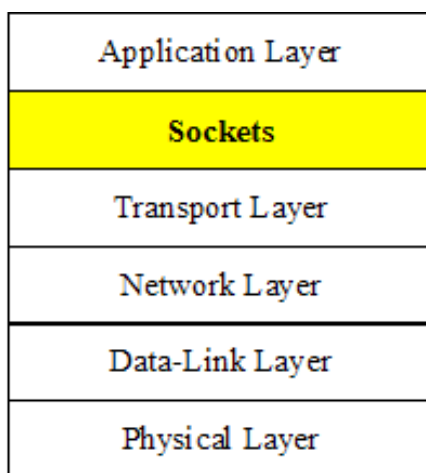 Application Layer
Sockets
Transport Layer
Network Layer
Data-Link Layer
Physical Layer